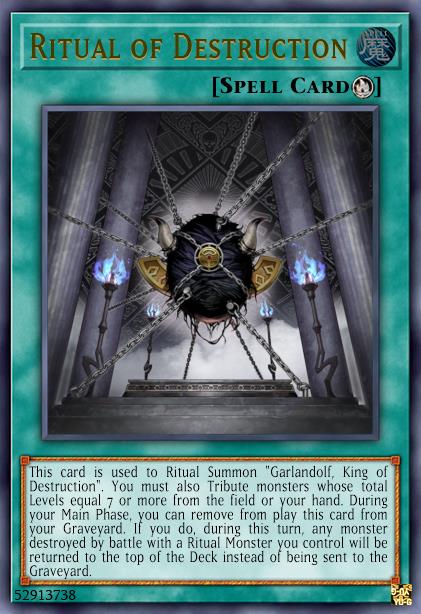 RITUAL OF DESTRUCTION 魔
[SPELL CARD]
This card is used to Ritual Summon "Garlandolf, King of
Destruction". You must also Tribute monsters whose total
Levels equal 7 or more from the field or your hand. During
your Main Phase, you can remove from play this card from
your Graveyard. If you do, during this turn, any monster
destroyed by battle with a Ritual Monster you control will be
returned to the top of the Deck instead of being sent to the
Graveyard.
52913738